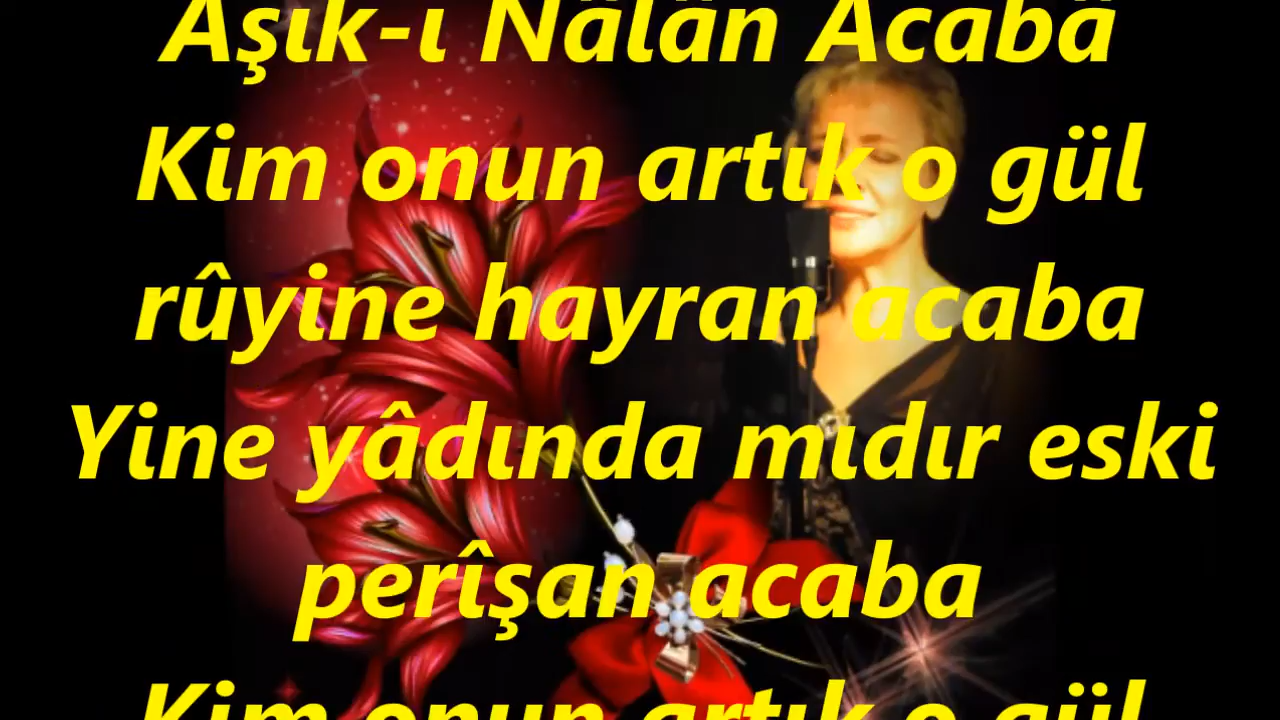 Aşık-ı Nâlân Acabâ
Kim onun artık o gül
rûyine hayran acaba
Yine yâdında mıdır eski
perîşan acaba
Kim onun artık o gül